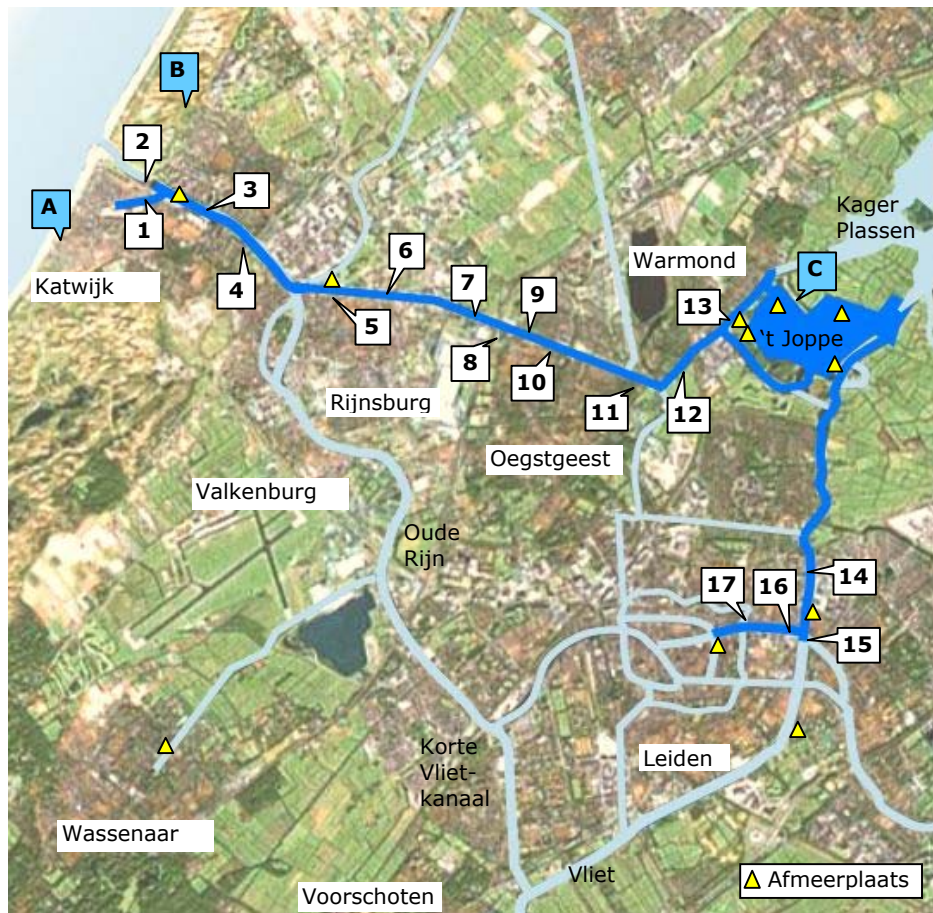 B
2
3
A
1
Kager
Plassen
6
Warmond
C
Katwijk
4
7
9
13
5
8
't Joppe
10
Rijnsburg
11
12
Oegstgeest
Valkenburg
Oude
Rijn
17
16
14
15
Korte
Vliet-
kanaal
Leiden
Wassenaar
Vliet
Afmeerplaats
Voorschoten